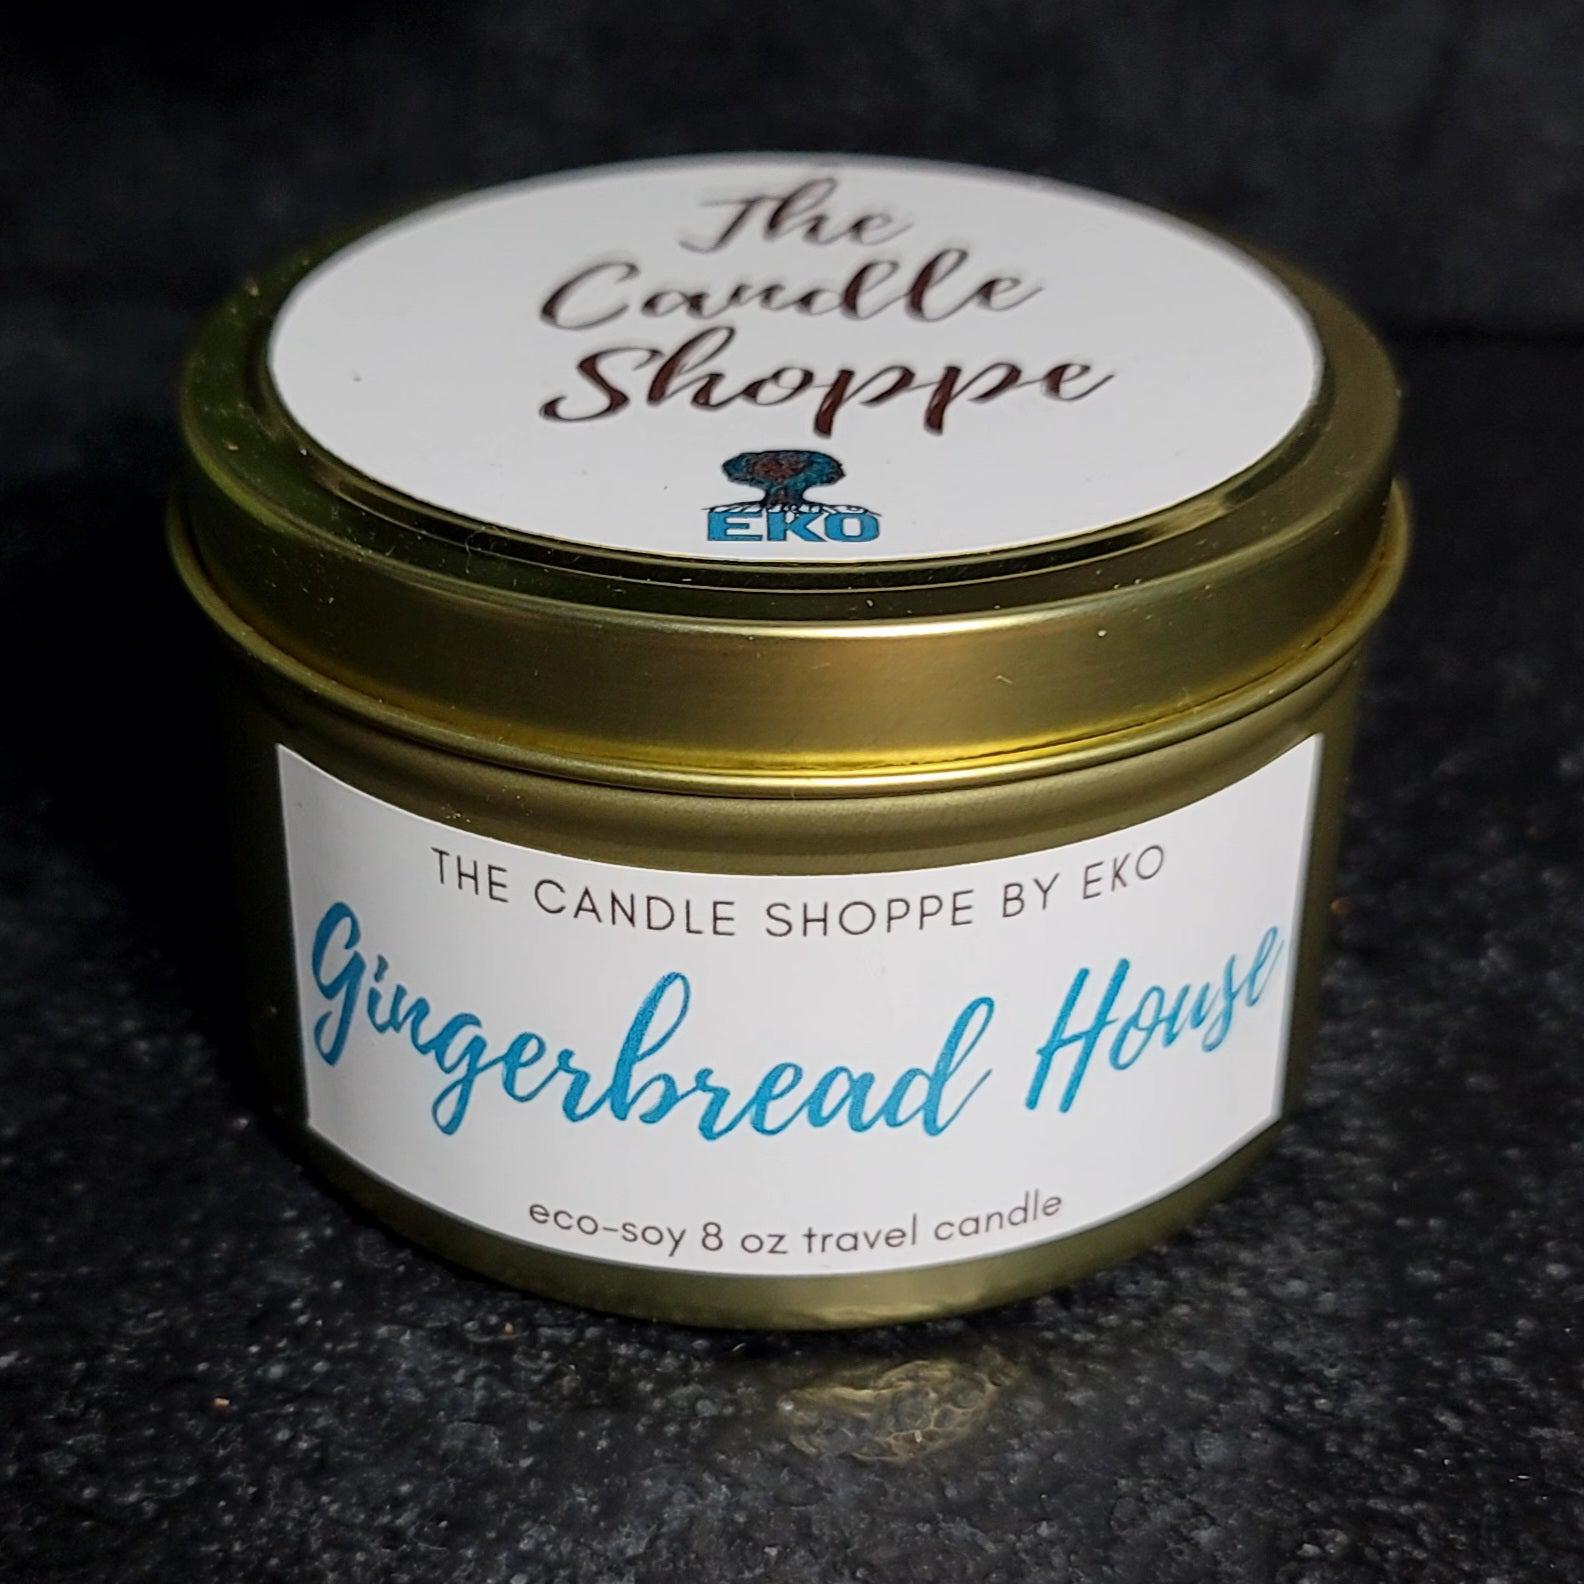 The
Candle
Shoppe
EKO
THE CANDLE SHOPPE BY EKO
Gingerbread House
eco-soy 8 oz travel candle